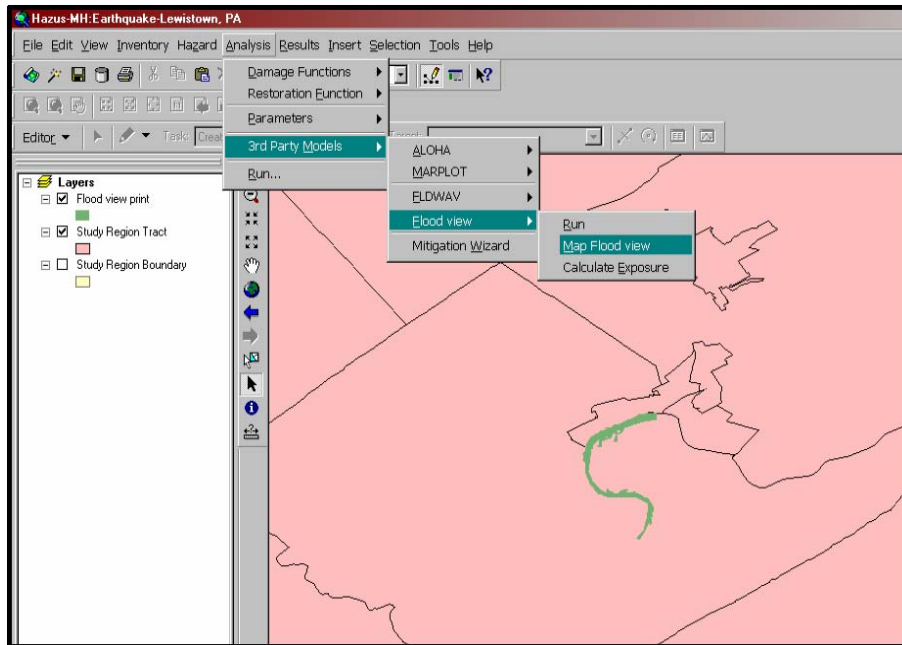 Hazus-MH:Earthquake-Lewistown, PA
File Edit View Inventory Hazard Analysis Results Insert Selection Tools Help
Damage Functions
Restoration Function
Editor Task:
Parameters
3rd Party Models
ALOHA
Run...
MARPLOT
Layers
FLDWAV
Flood view print
Flood view
Run
Study Region Tract
Mitigation Wizard
Map Flood view
Study Region Boundary
Calculate Exposure